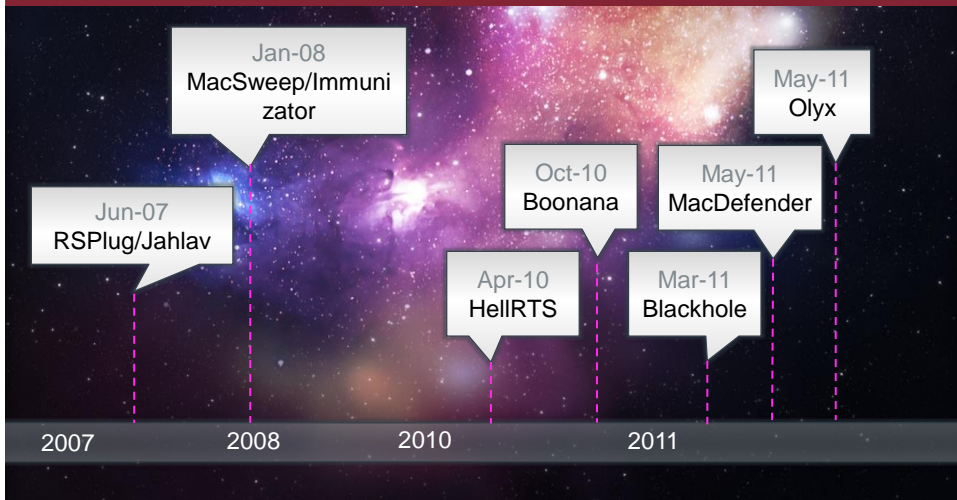 Jan-08
MacSweep/Immuni
zator
May-11
Olyx
Oct-10
Boonana
May-11
MacDefender
Jun-07
RSPlug/Jahlav
Apr-10
HellRTS
Mar-11
Blackhole
2007
2008
2010
2011